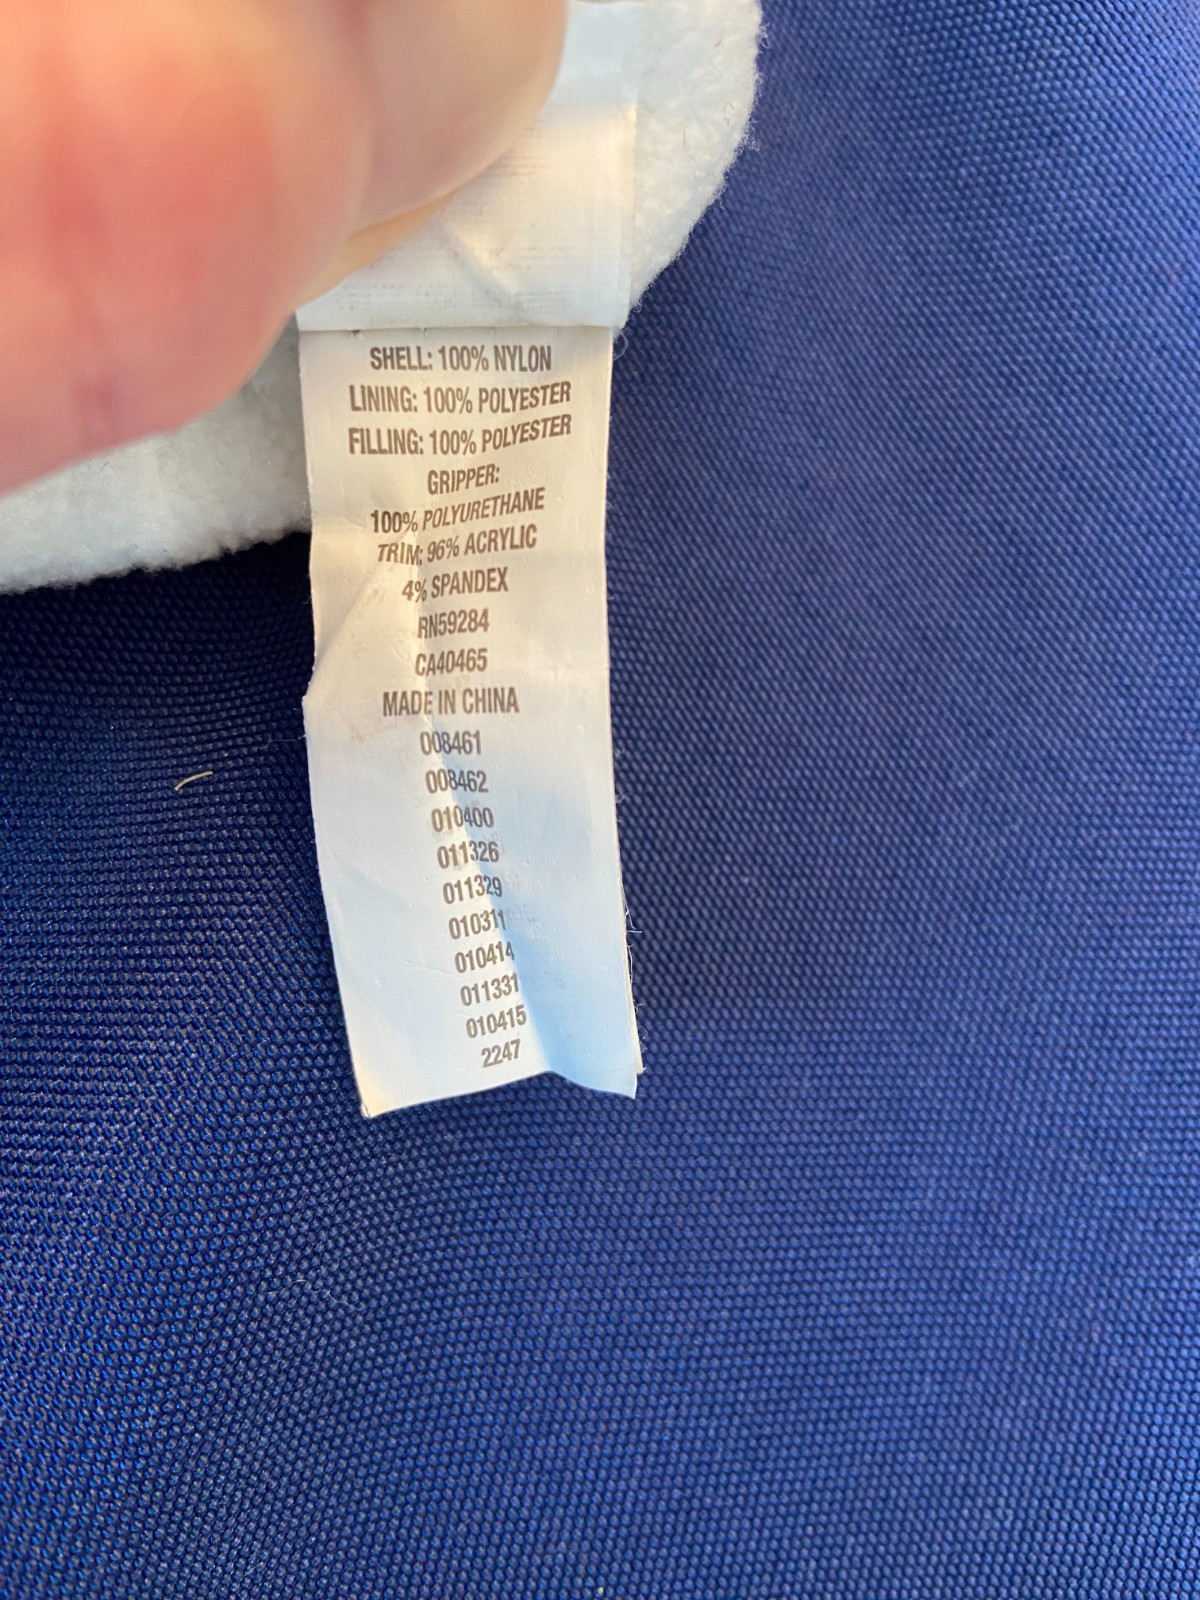 SHELL: 100% NYLON
LINING: 100% POLYESTER
FILLING: 100% POLYESTER
GRIPPER:
100% POLYURETHANE
TRIM: 96% ACRYLIC
4% SPANDEX
RN59284
CA40465
MADE IN CHINA
008461
008462
010400
011326
011329
010311
010414
011331
010415
2247